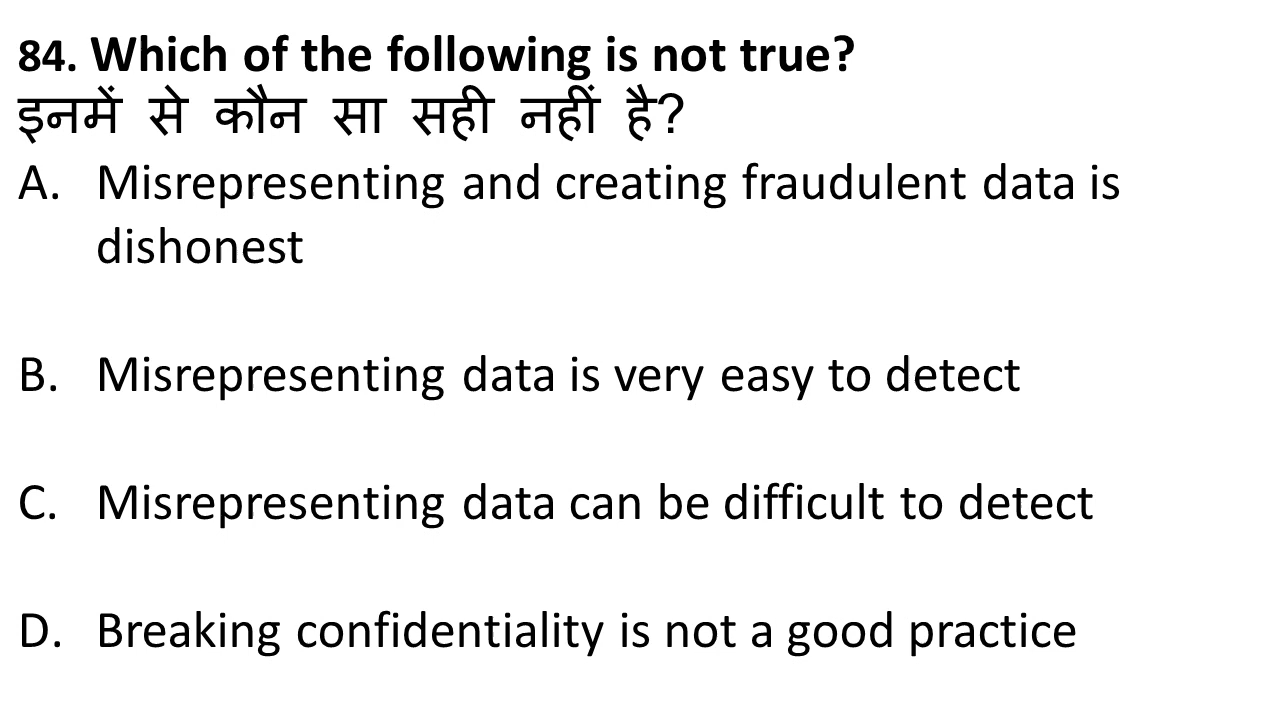 84. Which of the following is not true?
इनमें से कौन सा सही नहीं है?
A. Misrepresenting and creating fraudulent data is
dishonest
B. Misrepresenting data is very easy to detect
C. Misrepresenting data can be difficult to detect
D. Breaking confidentiality is not a good practice